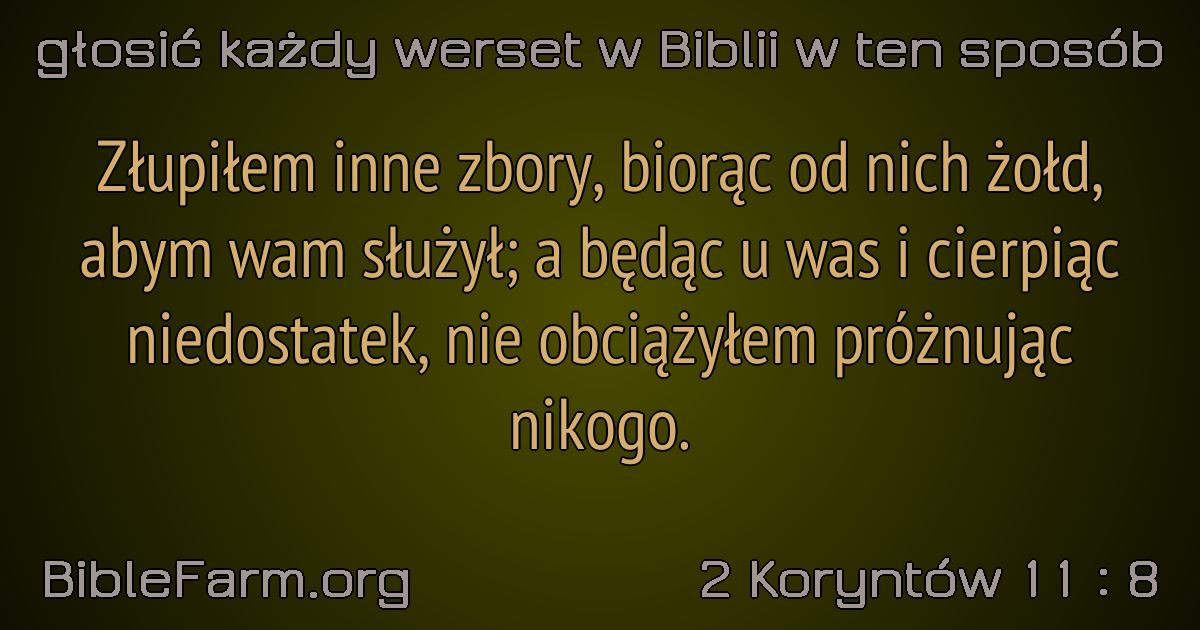 głosić każdy werset w Biblii w ten sposób
Złupiłem inne zbory, biorąc od nich żołd,
abym wam służył; a będąc u was i cierpiąc
niedostatek, nie obciążyłem próżnując
nikogo.
BibleFarm.org
2 Koryntów 11 : 8